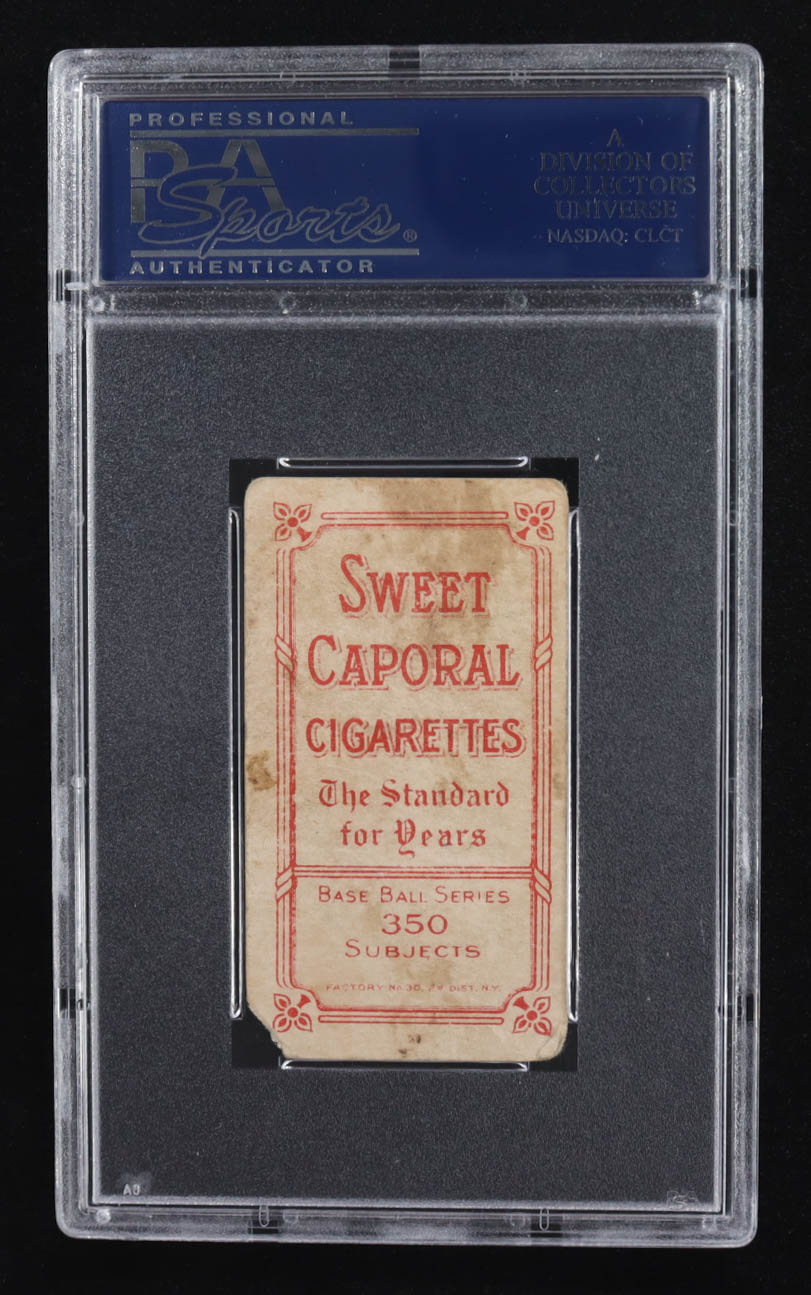 PROFESSIONAL
PSA
Sports®
AUTHENTICATOR
A
DIVISION OF
COLLECTORS
UNIVERSE
NASDAQ: CLCT
SWEET
CAPORAL
CIGARETTES
The Standard
for Years
BASE BALL SERIES
350
SUBJECTS
FACTORY No 30, 2d DIST. N.Y.